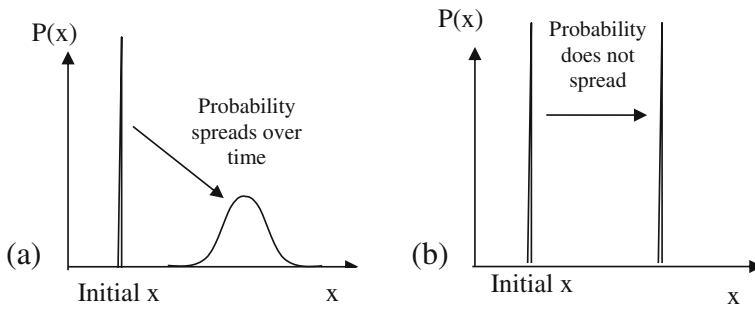 P(x)
Probability
spreads over
time
(a)
Initial x
x
P(x)
Probability
does not
spread
(b)
Initial x
x